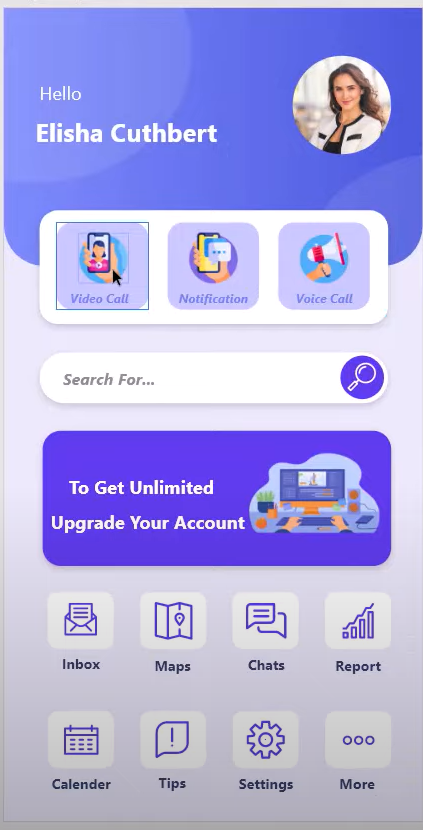 Hello
Elisha Cuthbert
Video Call
Notification
Voice Call
Search For...
To Get Unlimited
Upgrade Your Account
Inbox
Maps
Chats
Report
Calender
Tips
Settings
More